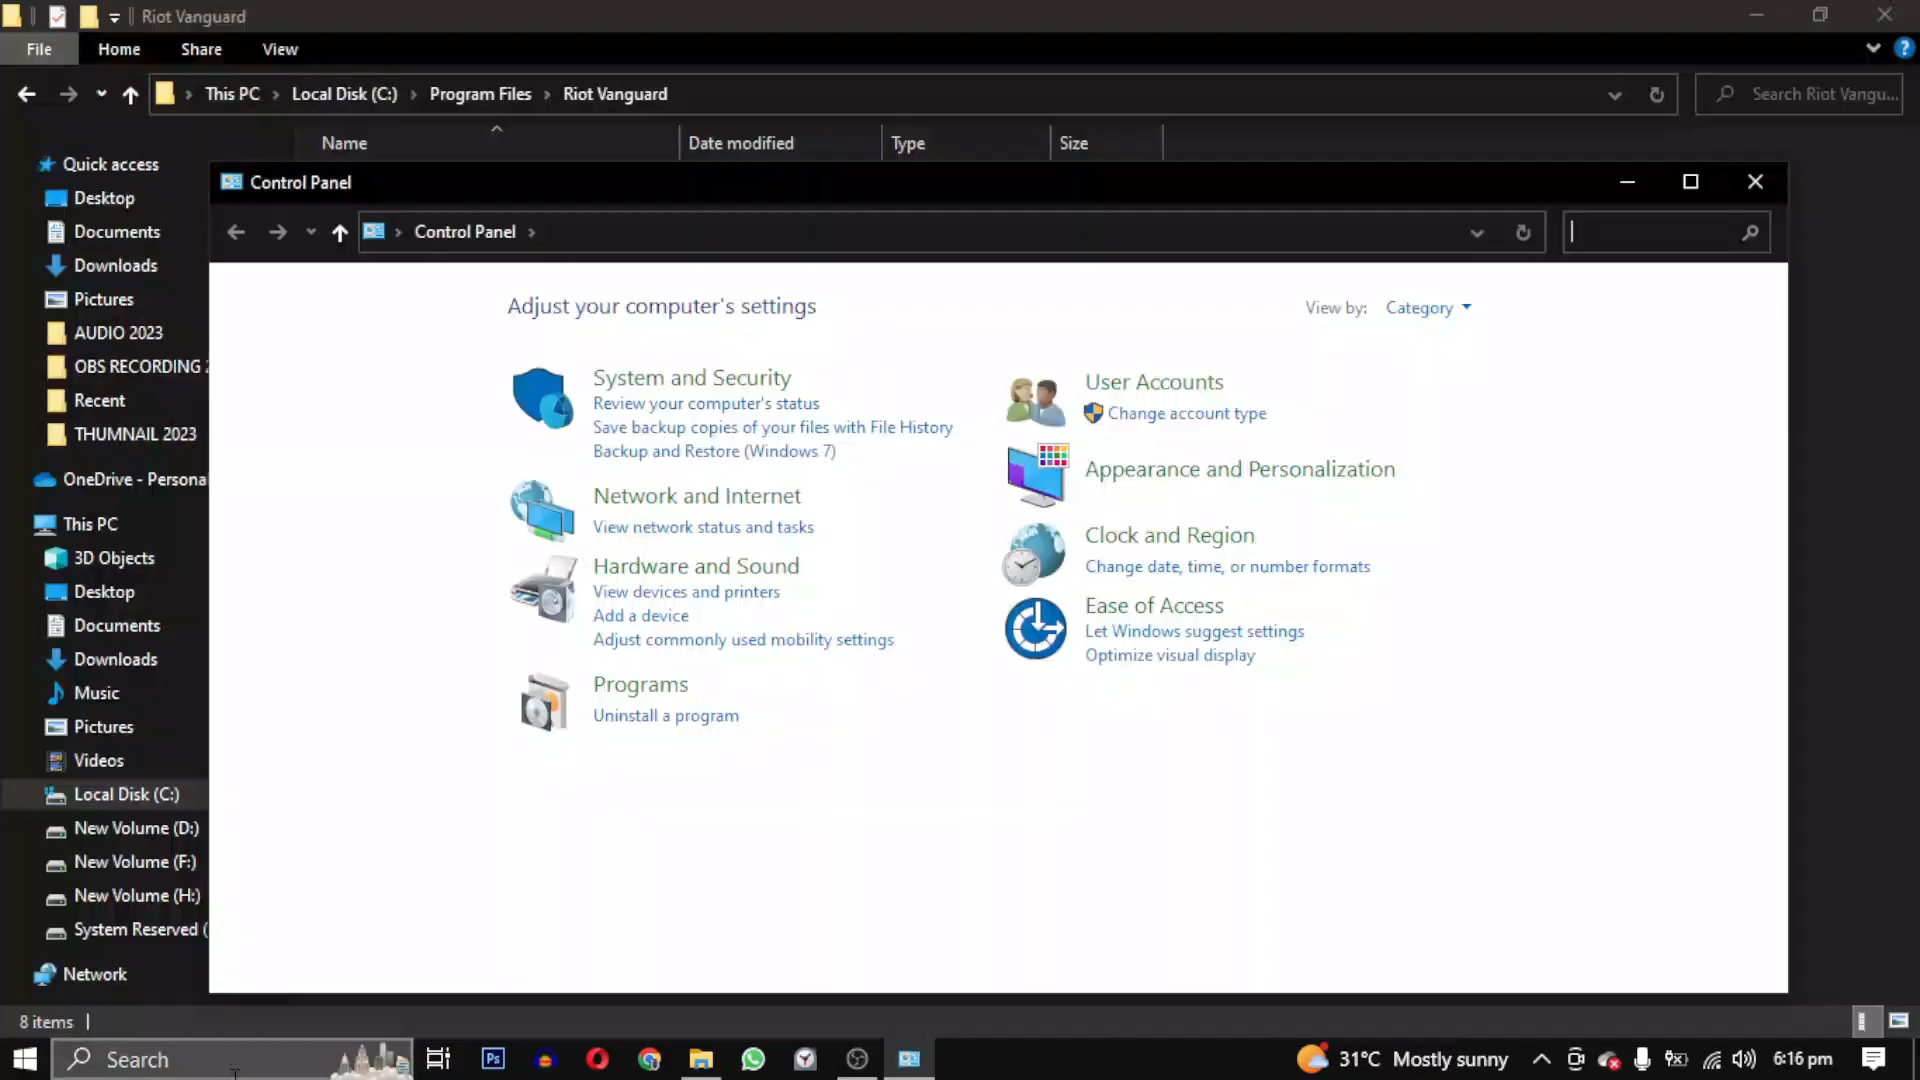 Riot Vanguard
File Home Share View
This PC Local Disk (C:) Program Files Riot Vanguard
Search Riot Vangu...
Name Date modified Type Size
Quick access
Desktop
Documents
Downloads
Pictures
AUDIO 2023
OBS RECORDING 2
Recent
THUMNAIL 2023
OneDrive - Persona
This PC
3D Objects
Desktop
Documents
Downloads
Music
Pictures
Videos
Local Disk (C:)
New Volume (D:)
New Volume (F:)
New Volume (H:)
System Reserved (
Network
8 items
Control Panel
Control Panel
Adjust your computer's settings
View by: Category
System and Security
Review your computer's status
Save backup copies of your files with File History
Backup and Restore (Windows 7)
Network and Internet
View network status and tasks
Hardware and Sound
View devices and printers
Add a device
Adjust commonly used mobility settings
Programs
Uninstall a program
User Accounts
Change account type
Appearance and Personalization
Clock and Region
Change date, time, or number formats
Ease of Access
Let Windows suggest settings
Optimize visual display
Search
Ps
31°C Mostly sunny
6:16 pm